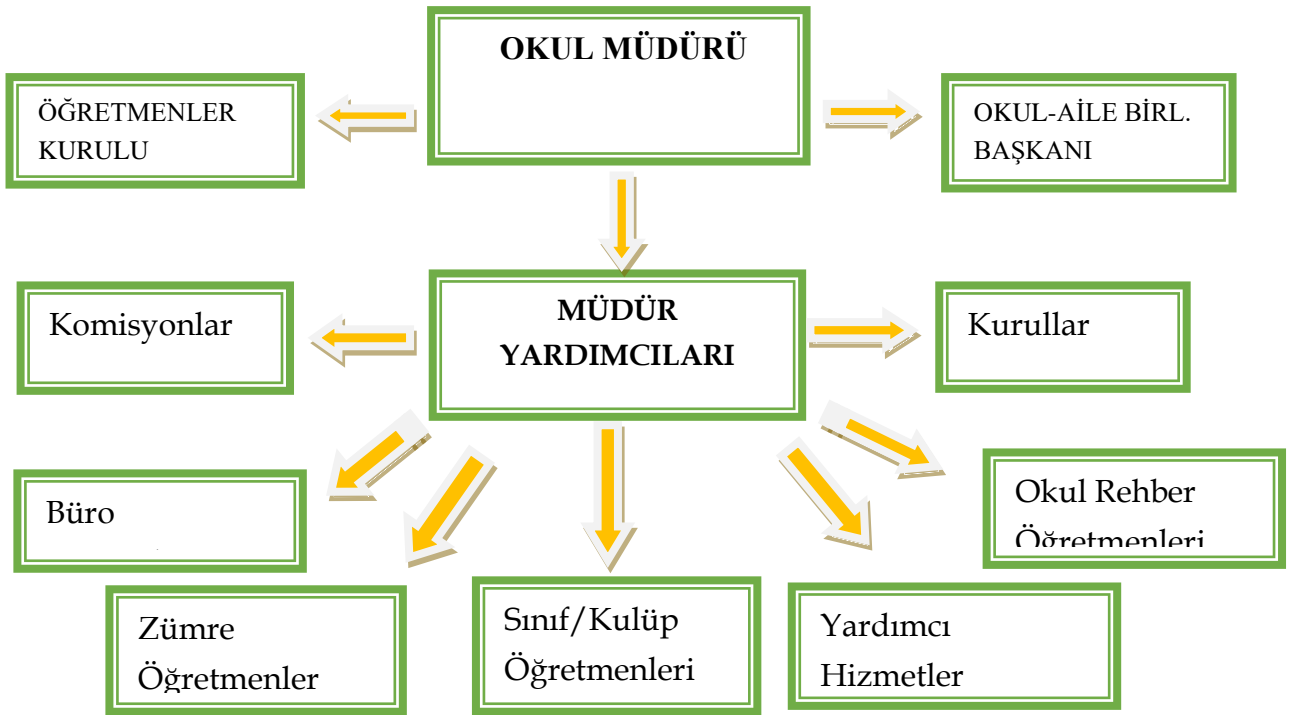 OKUL MÜDÜRÜ
ÖĞRETMENLER
KURULU
OKUL-AİLE BİRL.
BAŞKANI
MÜDÜR
YARDIMCILARI
Komisyonlar
Kurullar
Büro
Okul Rehber
Öğretmenleri
Zümre
Öğretmenler
Sınıf/Kulüp
Öğretmenleri
Yardımcı
Hizmetler